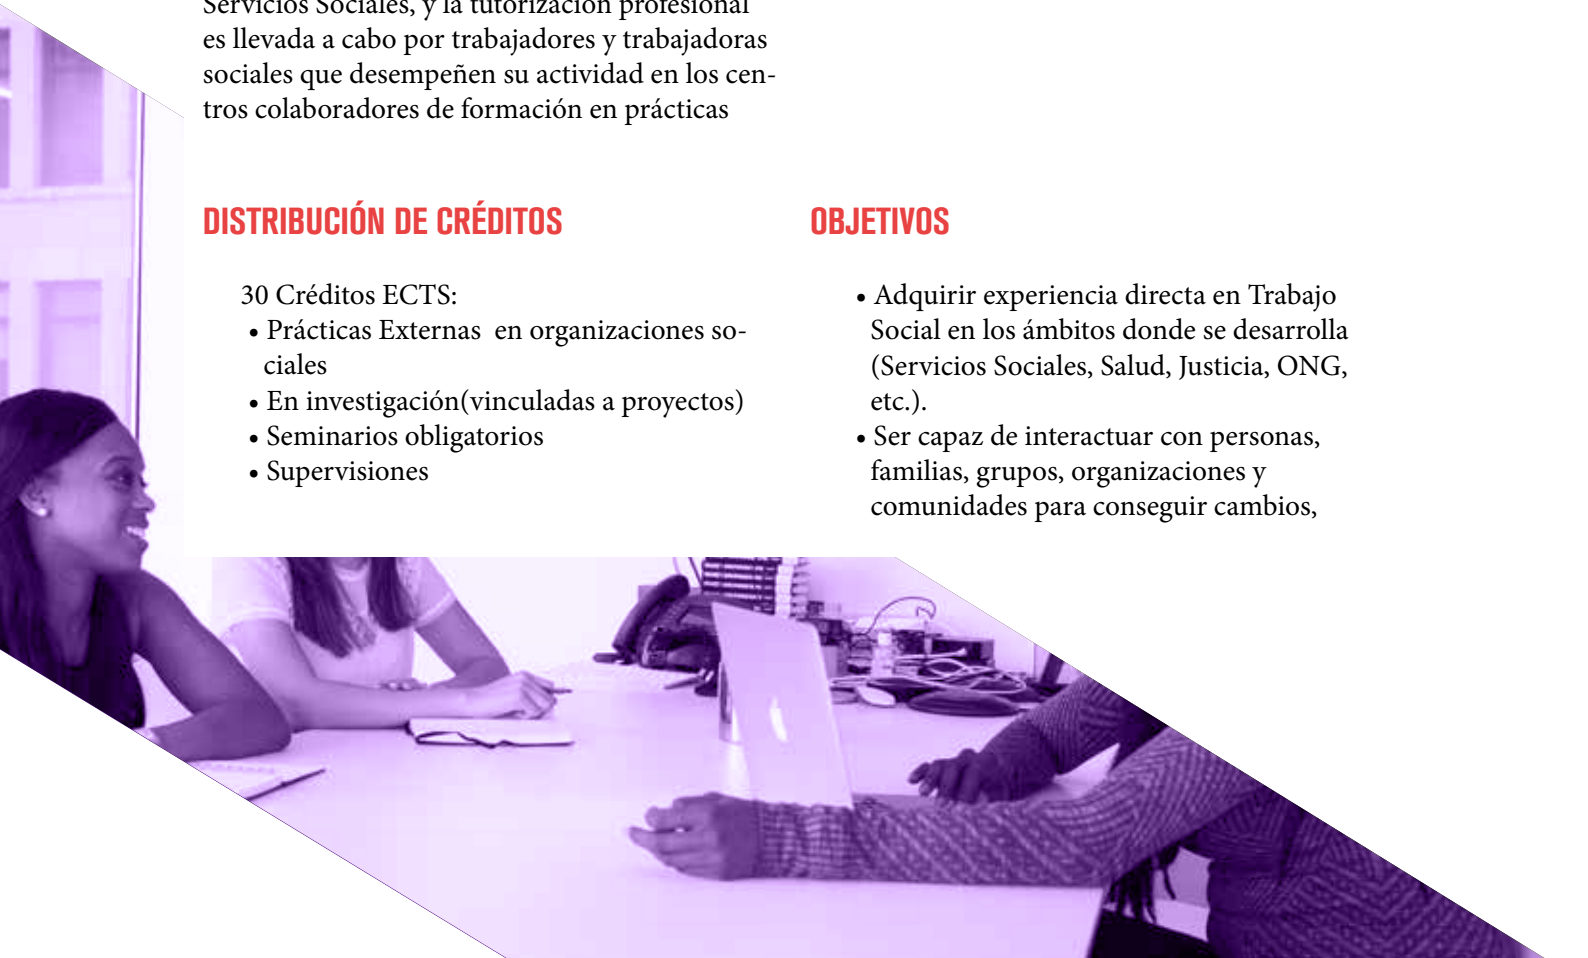 Servicios Sociales, y la tutorización profesional
es llevada a cabo por trabajadores y trabajadoras
sociales que desempeñen su actividad en los cen-
tros colaboradores de formación en prácticas
DISTRIBUCIÓN DE CRÉDITOS
30 Créditos ECTS:
• Prácticas Externas  en organizaciones so-
ciales
• En investigación(vinculadas a proyectos)
• Seminarios obligatorios
• Supervisiones
OBJETIVOS
• Adquirir experiencia directa en Trabajo
Social en los ámbitos donde se desarrolla
(Servicios Sociales, Salud, Justicia, ONG,
etc.).
• Ser capaz de interactuar con personas,
familias, grupos, organizaciones y
comunidades para conseguir cambios,